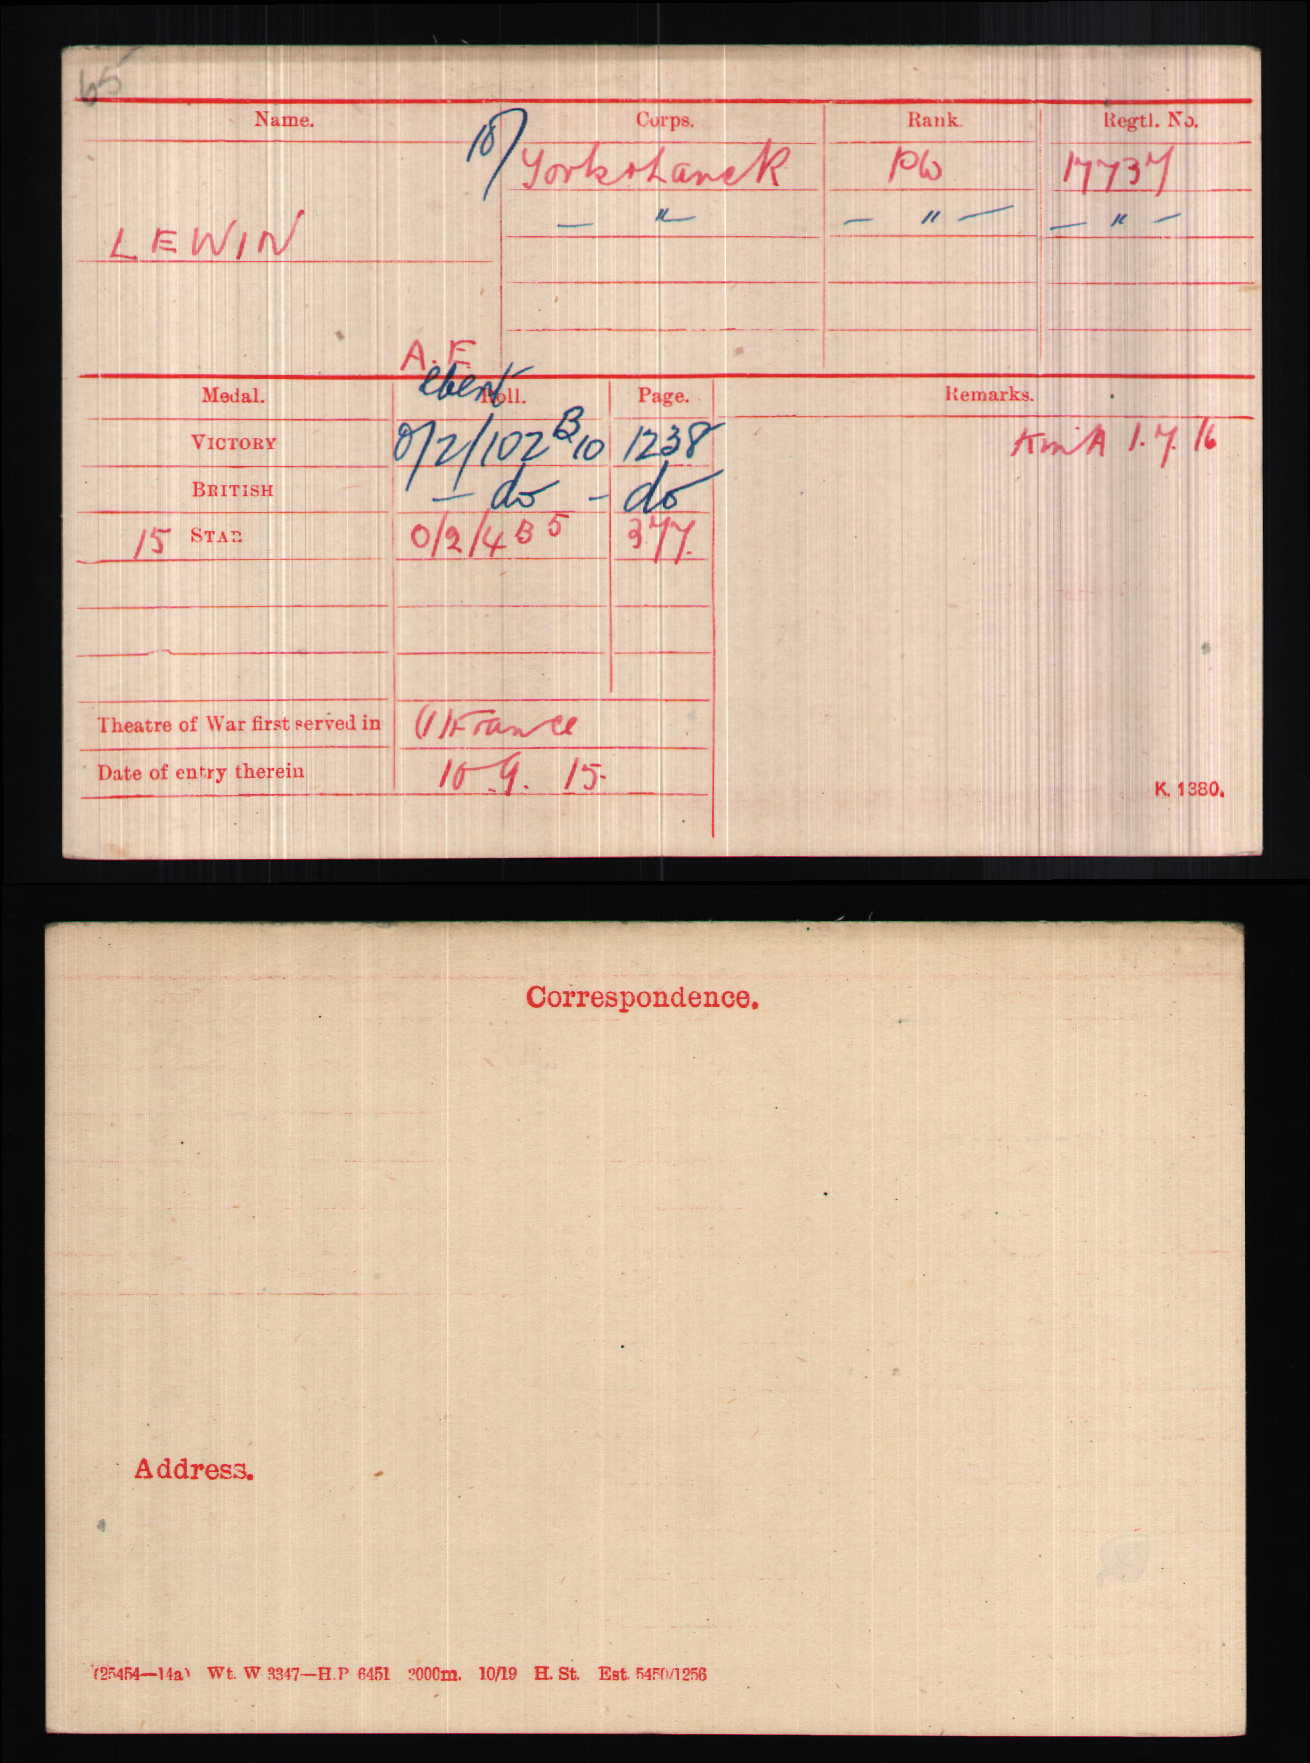 65
Name. Corps. Rank. Regtl. No.
10/ York & Lanc R Pte 17737
— " — — " — — " —
LEWIN
A. E.
lbert
Medal. Roll. Page. Remarks.
VICTORY O/2/102 B10 1238 K in A 1.7.16
BRITISH — do — do
15 STAR O/2/4 B 5 377.
Theatre of War first served in (1) France
Date of entry therein 10.9.15.
K. 1380.
Correspondence.
Address.
(25454—14a) Wt. W 3347—H.P 6451 2000m. 10/19 H. St. Est. 5450/1256